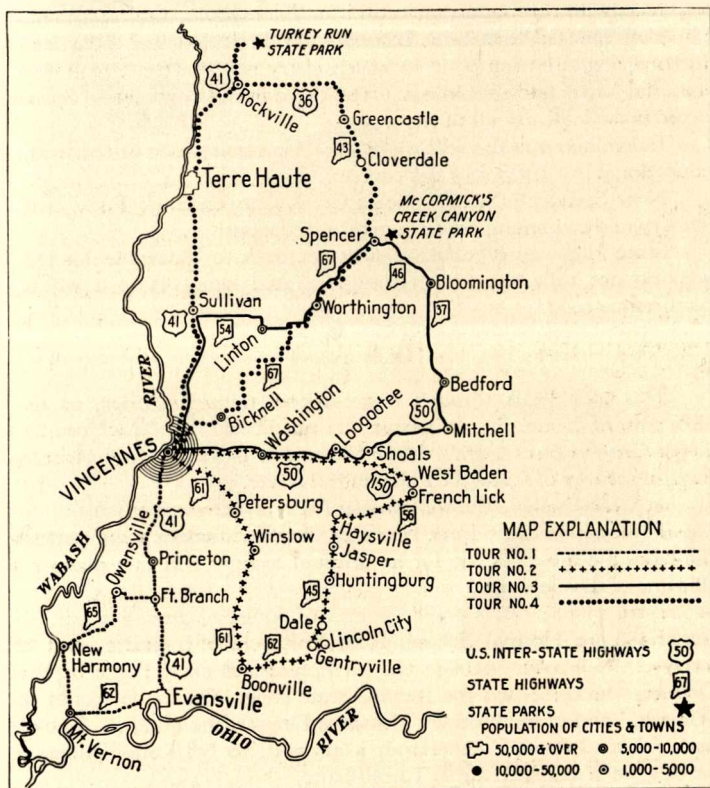 TURKEY RUN
STATE PARK
41
Rockville
36
Greencastle
43
Cloverdale
Terre Haute
McCORMICK'S
CREEK CANYON
STATE PARK
Spencer
67
46
Bloomington
Sullivan
Worthington
37
41
54
Linton
RIVER
67
Bedford
Bicknell
50
Washington
Loogootee
Mitchell
VINCENNES
Shoals
50
West Baden
150
61
French Lick
Petersburg
56
41
Haysville
MAP EXPLANATION
WABASH
Owensville
Winslow
Jasper
TOUR NO. 1
Princeton
TOUR NO. 2
Huntingburg
TOUR NO. 3
65
Ft. Branch
45
TOUR NO. 4
Dale
New
Harmony
61
62
Lincoln City
U.S. INTER-STATE HIGHWAYS 50
41
Gentryville
62
Boonville
STATE HIGHWAYS 67
Evansville
STATE PARKS
POPULATION OF CITIES & TOWNS
Mt. Vernon
OHIO
RIVER
50,000 & OVER 5,000-10,000
10,000-50,000 1,000-5,000